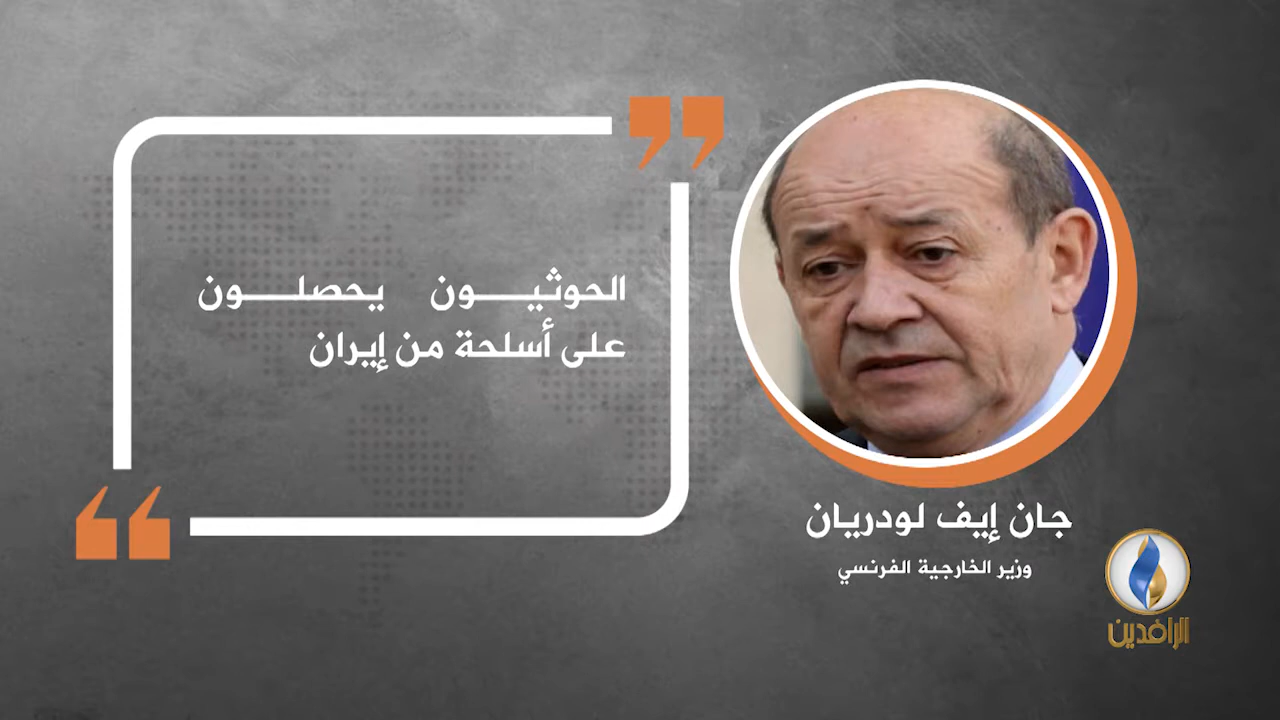 الحوثيون يحصلون
على أسلحة من إيران
جان إيف لودريان
وزير الخارجية الفرنسي
الرافدين